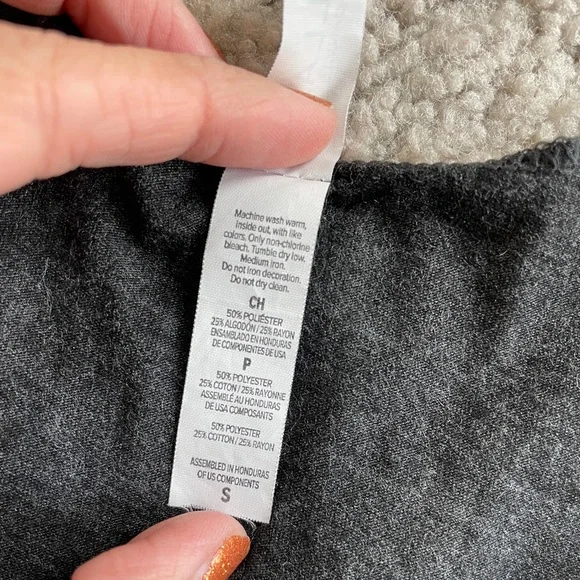 Machine wash warm,
inside out, with like
colors. Only non-chlorine
bleach. Tumble dry low.
Medium iron.
Do not iron decoration.
Do not dry clean.
CH
50% POLIÉSTER
25% ALGODÓN / 25% RAYON
ENSAMBLADO EN HONDURAS
DE COMPONENTES DE USA
P
50% POLYESTER
25% COTON / 25% RAYONNE
ASSEMBLÉ AU HONDURAS
DE USA COMPOSANTS
50% POLYESTER
25% COTTON / 25% RAYON
ASSEMBLED IN HONDURAS
OF US COMPONENTS
S